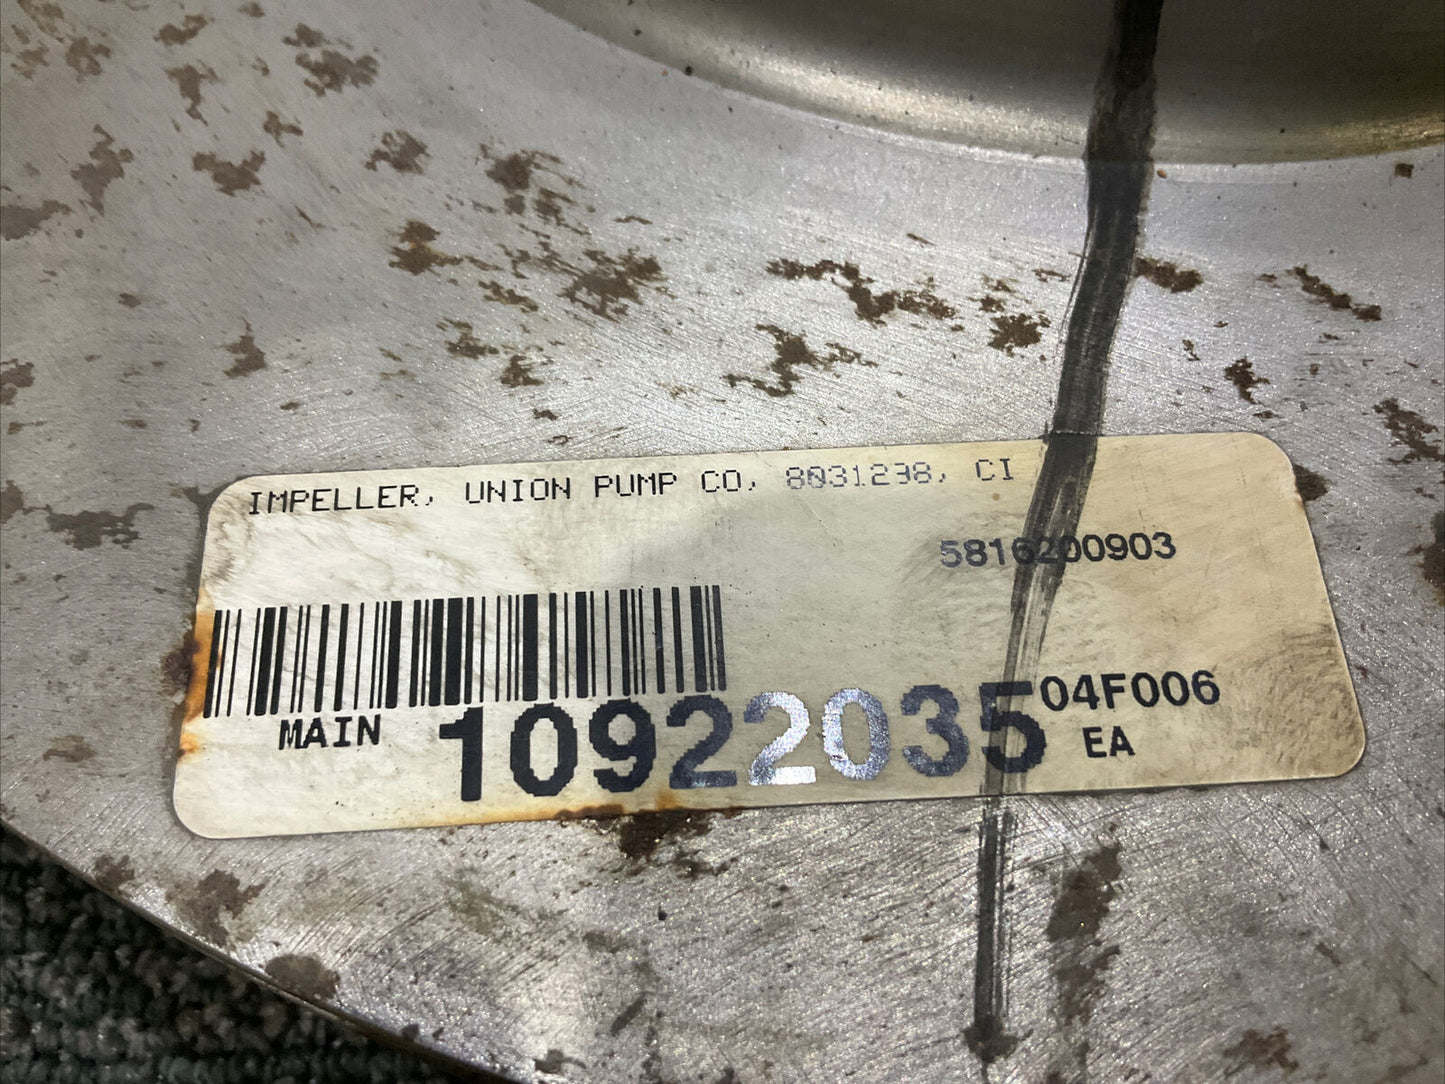 IMPELLER, UNION PUMP CO, 8031238, CI
5816200903
MAIN 10922035 04F006
EA